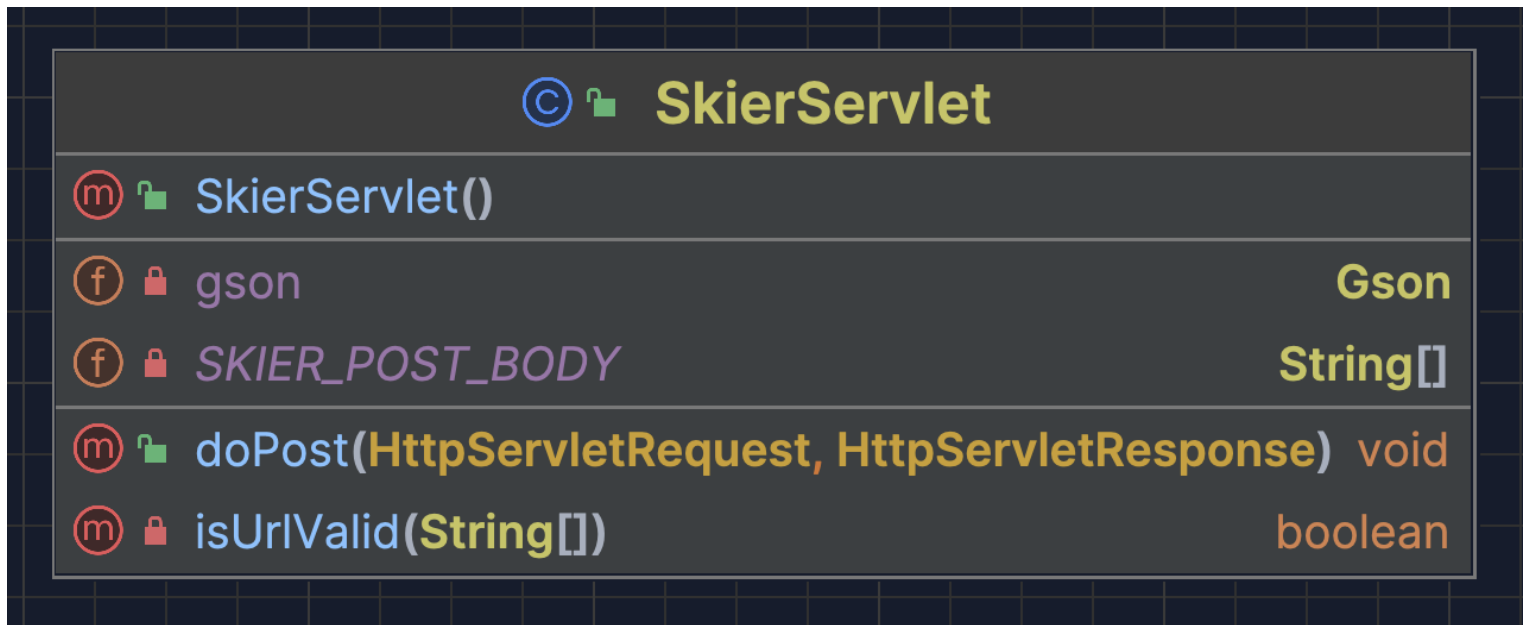 C SkierServlet
m SkierServlet()
f gson Gson
f SKIER_POST_BODY String[]
m doPost(HttpServletRequest, HttpServletResponse) void
m isUrlValid(String[]) boolean